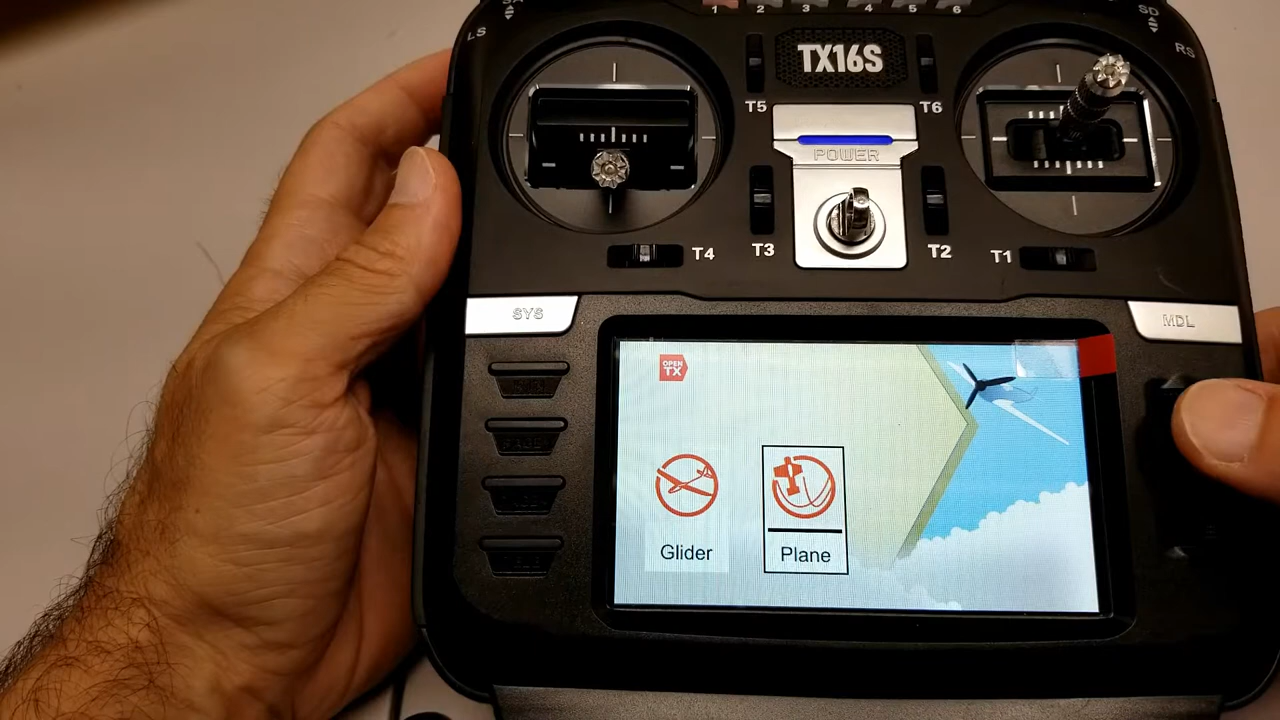 SD
LS
RS
1 2 3 4 5 6
TX16S
T5
T6
POWER
T4
T3
T2
T1
SYS
MDL
OPEN
TX
Glider
Plane